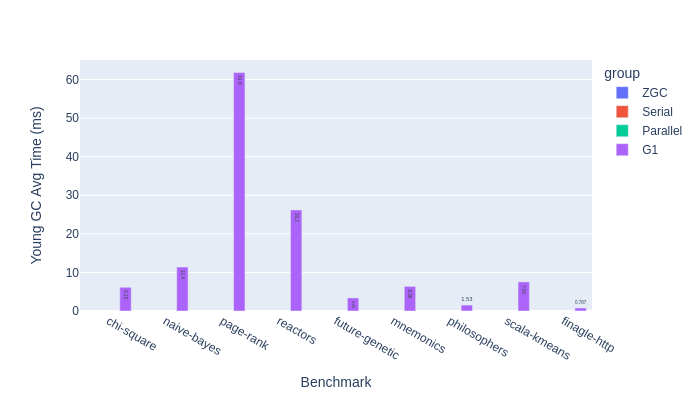 group
ZGC
Serial
Parallel
G1
Young GC Avg Time (ms)
60
50
40
30
20
10
0
1.53
0.767
chi-square
naive-bayes
page-rank
reactors
future-genetic
mnemonics
philosophers
scala-kmeans
finagle-http
Benchmark